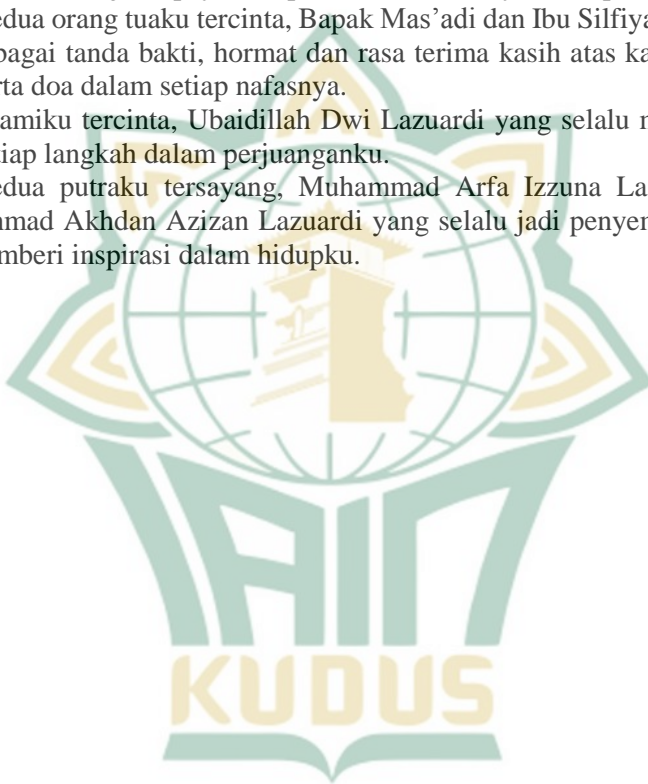 edua orang tuaku tercinta, Bapak Mas’adi dan Ibu Silfiya
bagai tanda bakti, hormat dan rasa terima kasih atas ka
rta doa dalam setiap nafasnya.
amiku tercinta, Ubaidillah Dwi Lazuardi yang selalu
tiap langkah dalam perjuanganku.
edua putraku tersayang, Muhammad Arfa Izzuna La
mad Akhdan Azizan Lazuardi yang selalu jadi penye
mberi inspirasi dalam hidupku.
IAIN
KUDUS